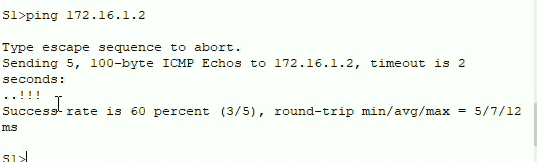 S1>ping 172.16.1.2
Type escape sequence to abort.
Sending 5, 100-byte ICMP Echos to 172.16.1.2, timeout is 2
seconds:
..!!!
Success rate is 60 percent (3/5), round-trip min/avg/max = 5/7/12
ms
S1>